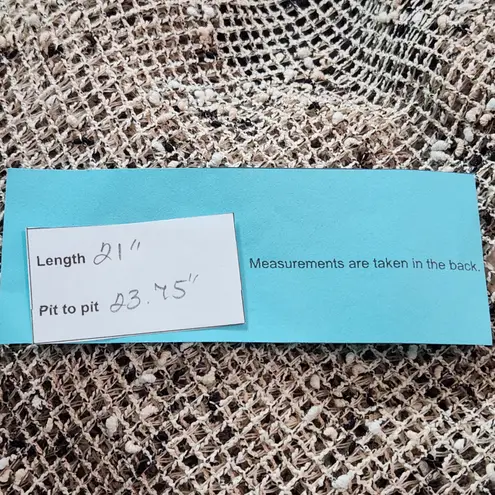 Length 21"
Pit to pit 23.75"
Measurements are taken in the back.